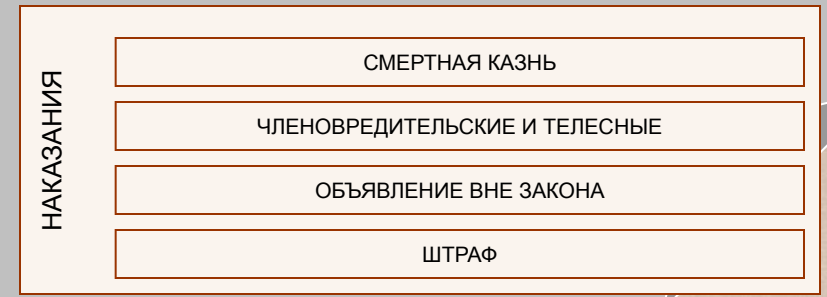 НАКАЗАНИЯ
СМЕРТНАЯ КАЗНЬ
ЧЛЕНОВРЕДИТЕЛЬСКИЕ И ТЕЛЕСНЫЕ
ОБЪЯВЛЕНИЕ ВНЕ ЗАКОНА
ШТРАФ